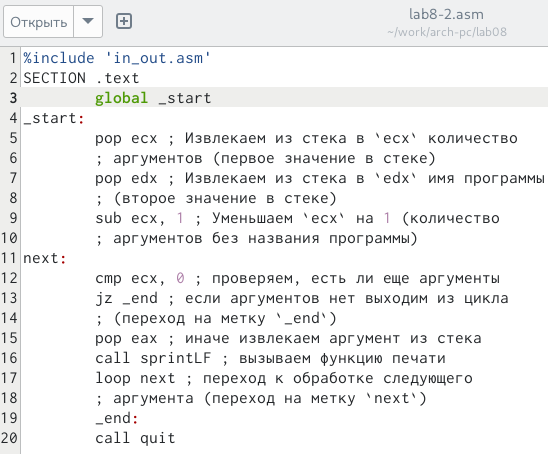 Открыть
lab8-2.asm
~/work/arch-pc/lab08
1 %include 'in_out.asm'
2 SECTION .text
3 global _start
4 _start:
5 pop ecx ; Извлекаем из стека в `ecx` количество
6 ; аргументов (первое значение в стеке)
7 pop edx ; Извлекаем из стека в `edx` имя программы
8 ; (второе значение в стеке)
9 sub ecx, 1 ; Уменьшаем `ecx` на 1 (количество
10 ; аргументов без названия программы)
11 next:
12 cmp ecx, 0 ; проверяем, есть ли еще аргументы
13 jz _end ; если аргументов нет выходим из цикла
14 ; (переход на метку `_end`)
15 pop eax ; иначе извлекаем аргумент из стека
16 call sprintLF ; вызываем функцию печати
17 loop next ; переход к обработке следующего
18 ; аргумента (переход на метку `next`)
19 _end:
20 call quit